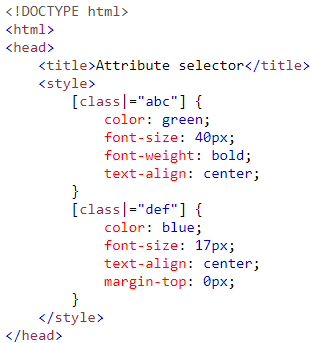 <!DOCTYPE html>
<html>
<head>
    <title>Attribute selector</title>
    <style>
        [class|="abc"] {
            color: green;
            font-size: 40px;
            font-weight: bold;
            text-align: center;
        }
        [class|="def"] {
            color: blue;
            font-size: 17px;
            text-align: center;
            margin-top: 0px;
        }
    </style>
</head>